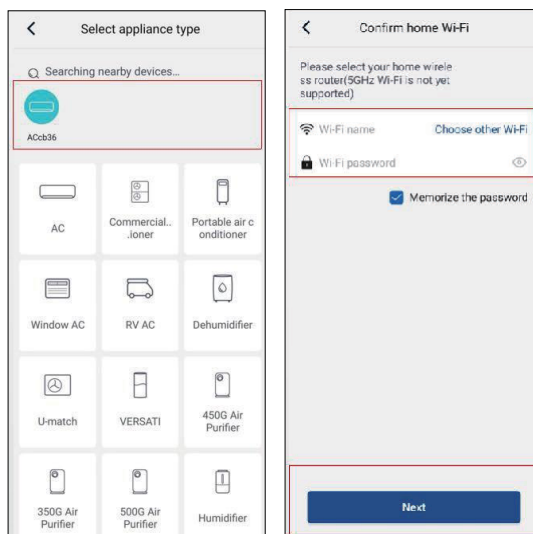 Select appliance type
Searching nearby devices...
ACcb36
AC
Commercial..
.ioner
Portable air c
onditioner
Window AC
RV AC
Dehumidifier
U-match
VERSATI
450G Air
Purifier
350G Air
Purifier
500G Air
Purifier
Humidifier
Confirm home Wi-Fi
Please select your home wirele
ss router(5GHz Wi-Fi is not yet
supported)
Wi-Fi name
Choose other Wi-Fi
Wi-Fi password
Memorize the password
Next